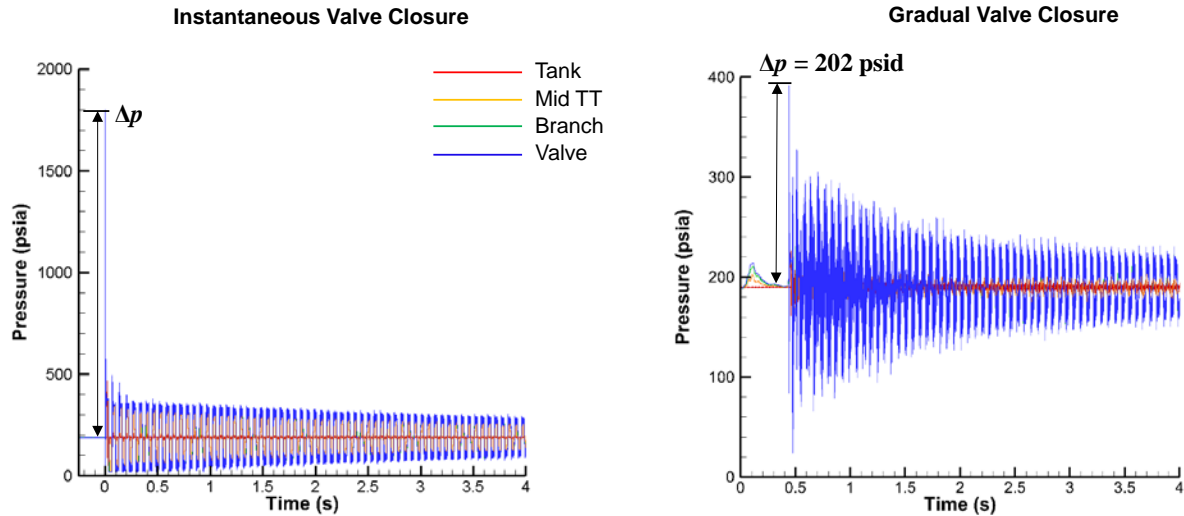 Instantaneous Valve Closure
2000
1500
1000
500
0
Pressure (psia)
Δp
Tank
Mid TT
Branch
Valve
0 0.5 1 1.5 2 2.5 3 3.5 4
Time (s)
Gradual Valve Closure
Δp = 202 psid
400
300
200
100
0
Pressure (psia)
0 0.5 1 1.5 2 2.5 3 3.5 4
Time (s)